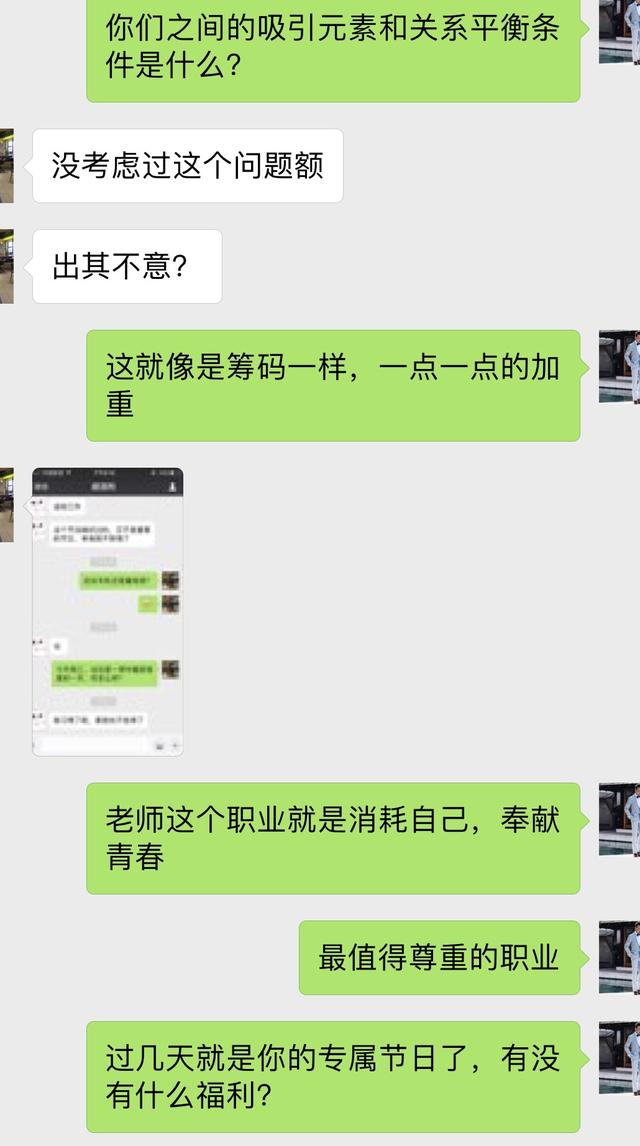 你们之间的吸引元素和关系平衡条
件是什么?
没考虑过这个问题额
出其不意?
这就像是筹码一样，一点一点的加
重
老师这个职业就是消耗自己，奉献
青春
最值得尊重的职业
过几天就是你的专属节日了，有没
有什么福利?